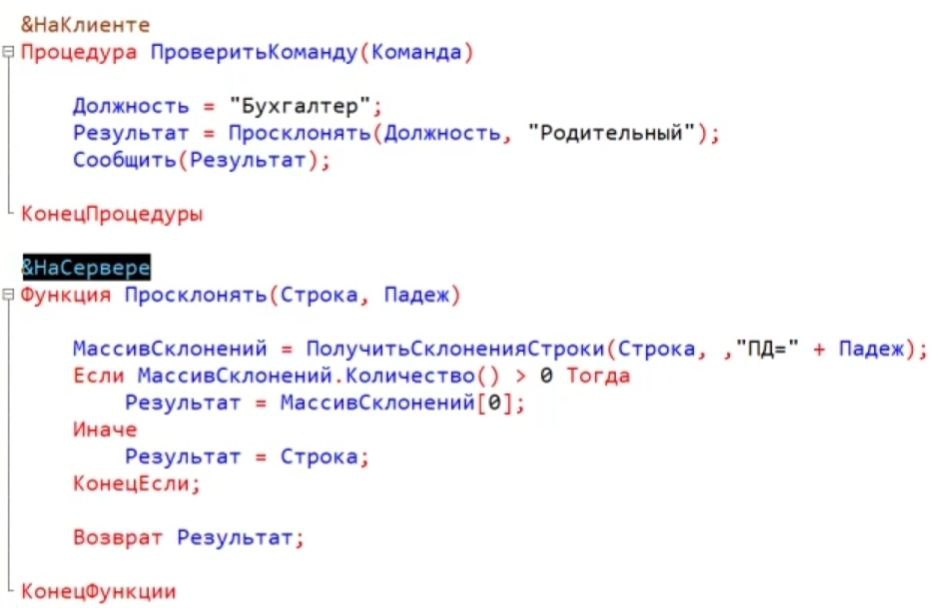 &НаКлиенте
Процедура ПроверитьКоманду(Команда)
Должность = "Бухгалтер";
Результат = Просклонять(Должность, "Родительный");
Сообщить(Результат);
КонецПроцедуры
&НаСервере
Функция Просклонять(Строка, Падеж)
МассивСклонений = ПолучитьСклоненияСтроки(Строка, ,"ПД=" + Падеж);
Если МассивСклонений.Количество() > 0 Тогда
Результат = МассивСклонений[0];
Иначе
Результат = Строка;
КонецЕсли;
Возврат Результат;
КонецФункции